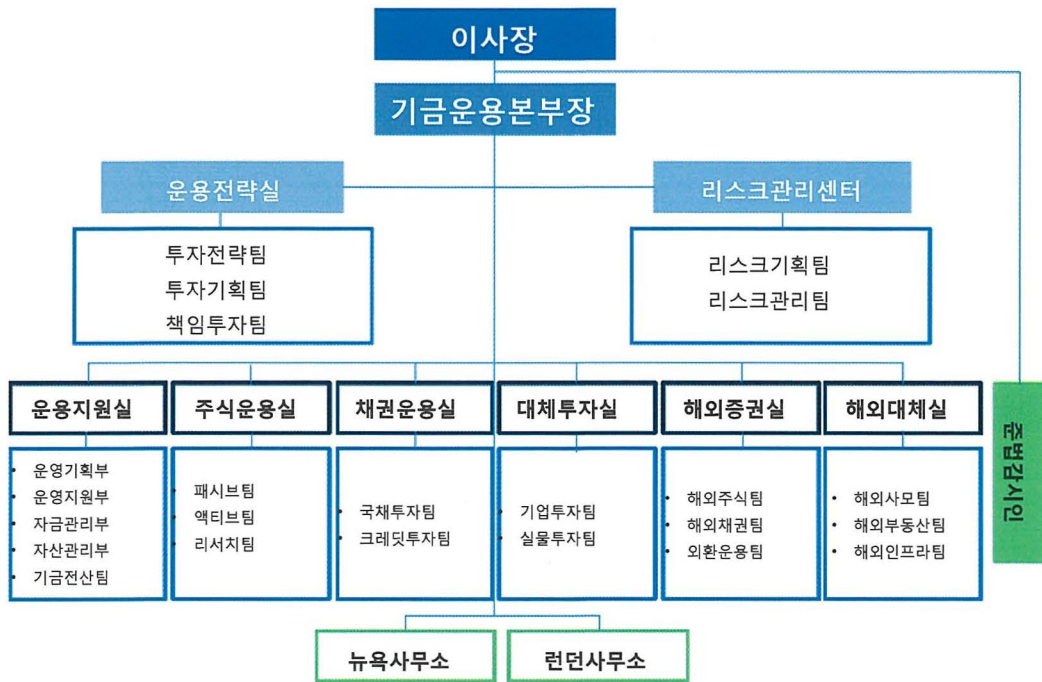 이사장
기금운용본부장
운용전략실
리스크관리센터
투자전략팀
투자기획팀
책임투자팀
리스크기획팀
리스크관리팀
운용지원실
주식운용실
채권운용실
대체투자실
해외증권실
해외대체실
준법감시인
• 운영기획부
• 운영지원부
• 자금관리부
• 자산관리부
• 기금전산팀
• 패시브팀
• 액티브팀
• 리서치팀
• 국채투자팀
• 크레딧투자팀
• 기업투자팀
• 실물투자팀
• 해외주식팀
• 해외채권팀
• 외환운용팀
• 해외사모팀
• 해외부동산팀
• 해외인프라팀
뉴욕사무소
런던사무소